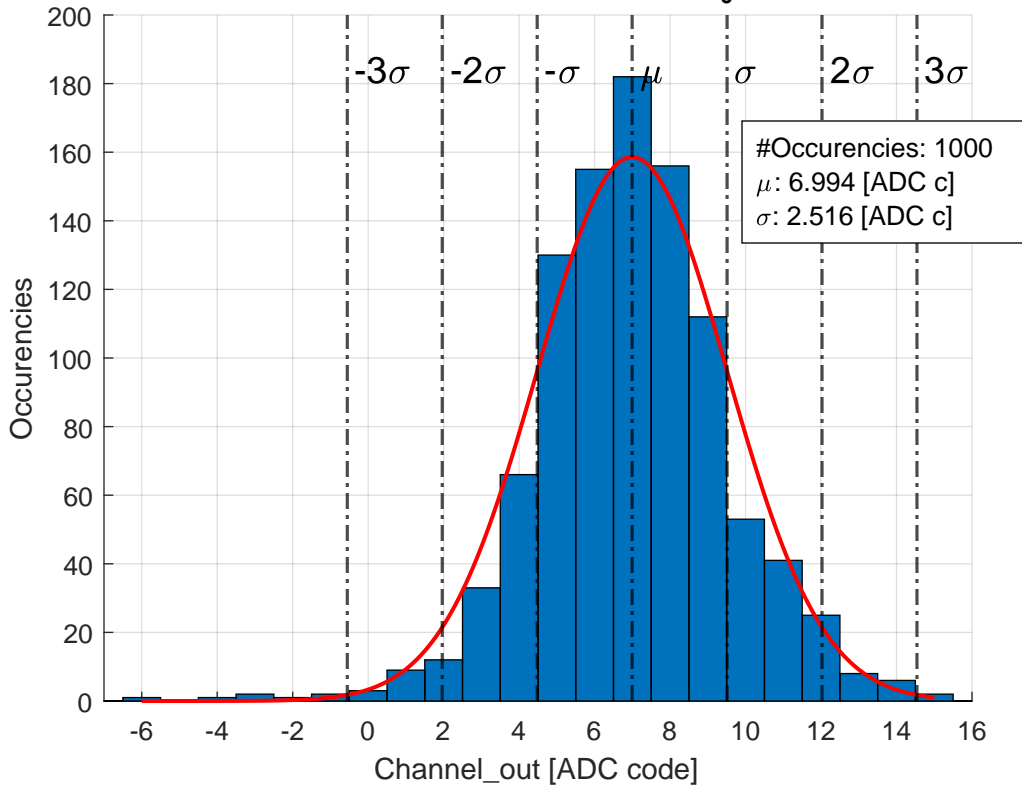 200
180
160
140
120
100
80
60
40
20
0
Occurencies
-3σ -2σ -σ μ σ 2σ 3σ
#Occurencies: 1000
μ: 6.994 [ADC c]
σ: 2.516 [ADC c]
-6 -4 -2 0 2 4 6 8 10 12 14 16
Channel_out [ADC code]